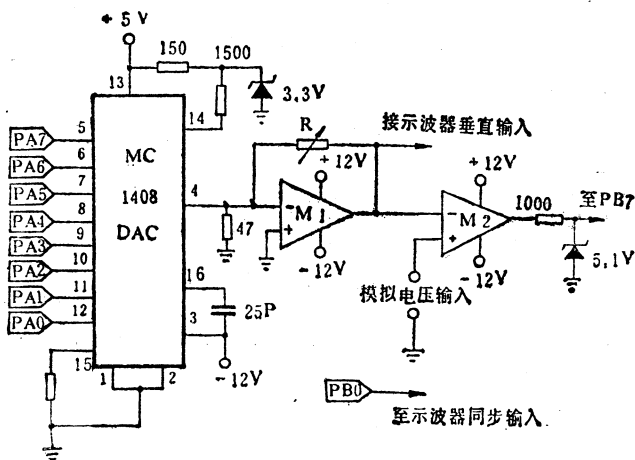 +5V
150
1500
13
14
3.3V
接示波器垂直输入
R
+12V
+12V
PA7
5
PA6
6
MC
PA5
7
1408
4
1000
至PB7
PA4
8
DAC
47
M1
M2
PA3
9
PA2
10
-12V
-12V
5.1V
PA1
11
16
模拟电压输入
PA0
12
3
25P
15
1
2
-12V
PB0
至示波器同步输入